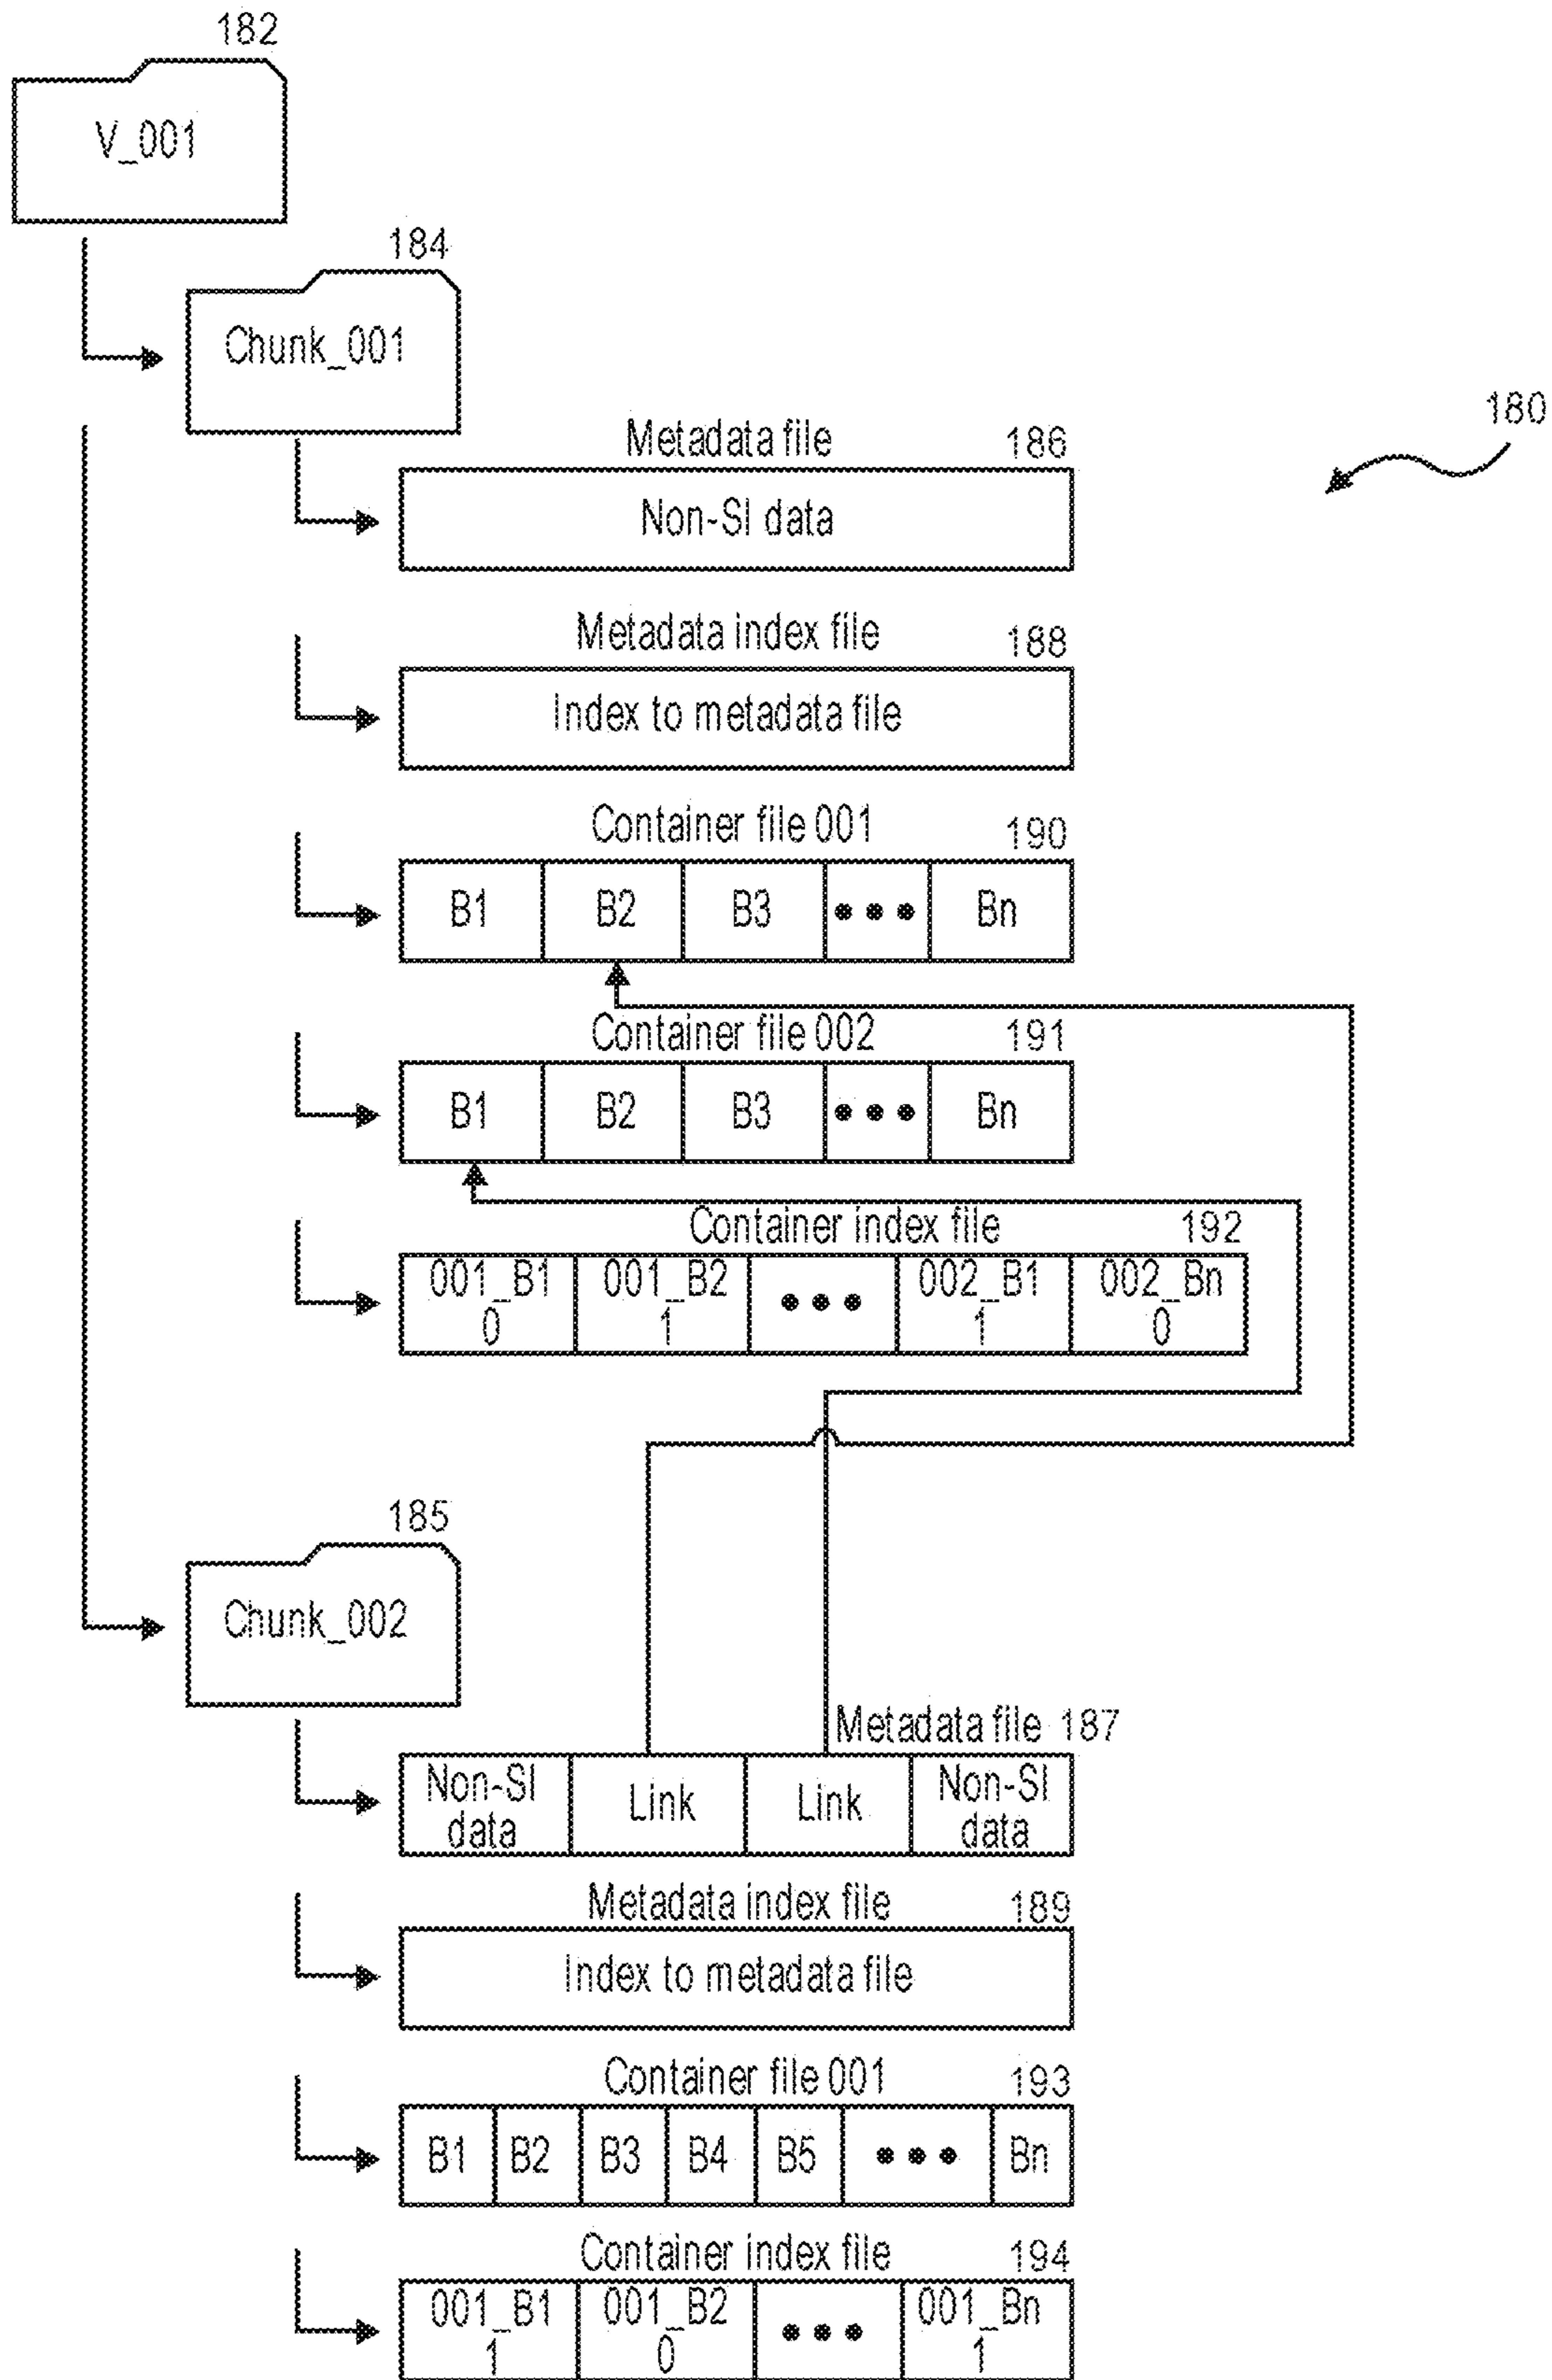 182
V_001
184
Chunk_001
180
Metadata file 186
Non-SI data
Metadata index file 188
Index to metadata file
Container file 001 190
B1 B2 B3 ••• Bn
Container file 002 191
B1 B2 B3 ••• Bn
Container index file 192
001_B1 001_B2 ••• 002_B1 002_Bn
0 1 1 0
185
Chunk_002
Metadata file 187
Non-SI Link Link Non-SI
data data
Metadata index file 189
Index to metadata file
Container file 001 193
B1 B2 B3 B4 B5 ••• Bn
Container index file 194
001_B1 001_B2 ••• 001_Bn
1 0 1